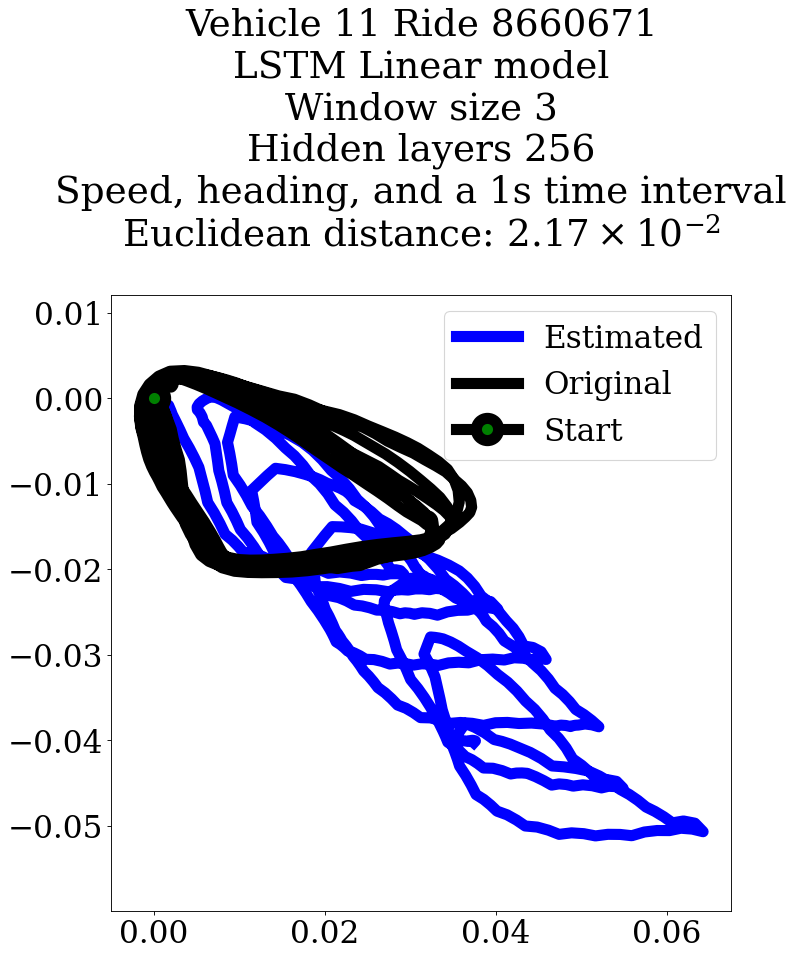 Vehicle 11 Ride 8660671
LSTM Linear model
Window size 3
Hidden layers 256
Speed, heading, and a 1s time interval
Euclidean distance: 2.17 × 10⁻²
Estimated
Original
Start
0.01
0.00
−0.01
−0.02
−0.03
−0.04
−0.05
0.00 0.02 0.04 0.06